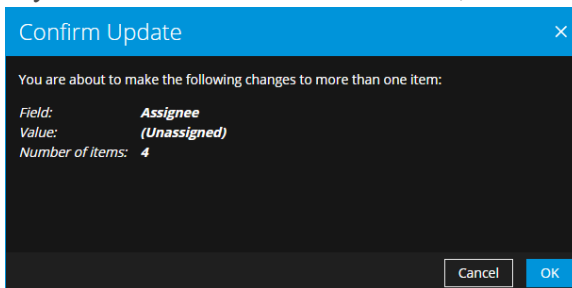 Confirm Update
You are about to make the following changes to more than one item:
Field: Assignee
Value: (Unassigned)
Number of items: 4
Cancel OK